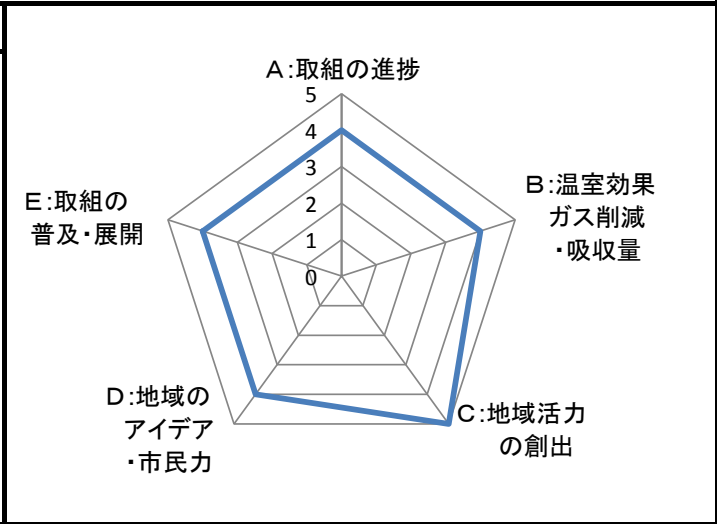 A:取組の進捗
5
4
3
2
1
0
B:温室効果
ガス削減
・吸収量
C:地域活力
の創出
D:地域の
アイデア
・市民力
E:取組の
普及・展開